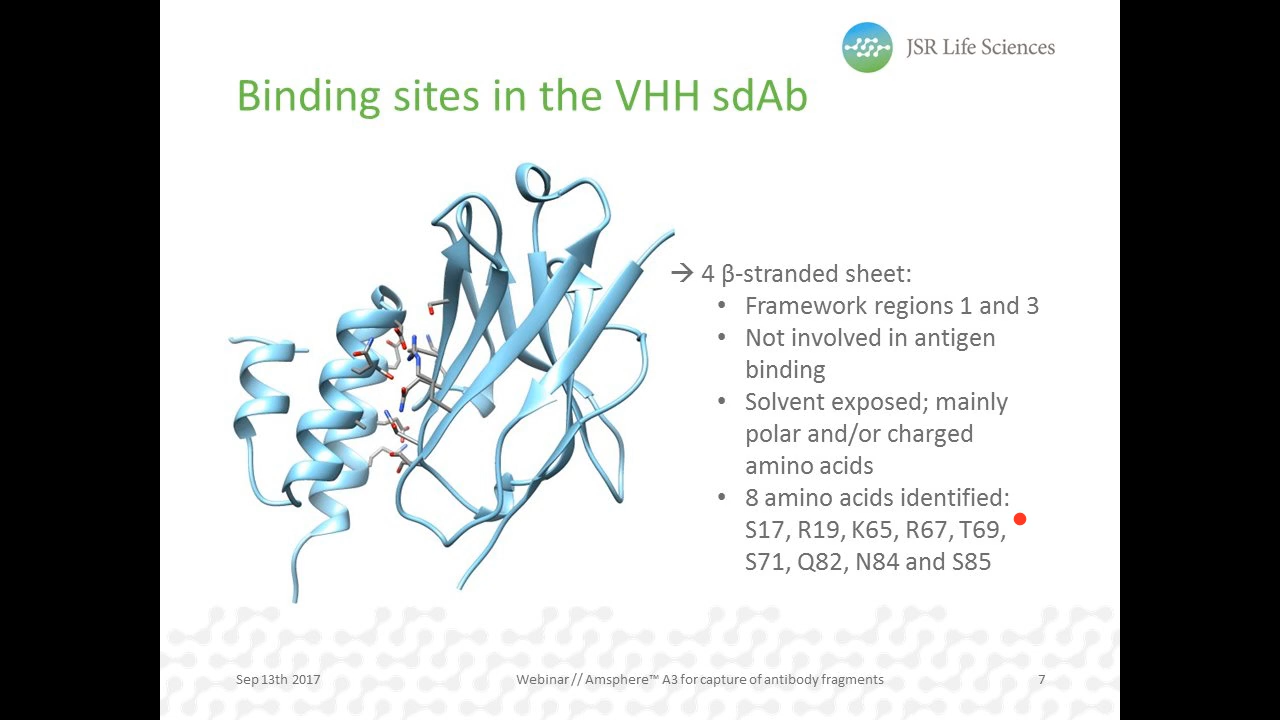 JSR Life Sciences
Binding sites in the VHH sdAb
→ 4 β-stranded sheet:
• Framework regions 1 and 3
• Not involved in antigen
binding
• Solvent exposed; mainly
polar and/or charged
amino acids
• 8 amino acids identified:
S17, R19, K65, R67, T69,
S71, Q82, N84 and S85
Sep 13th 2017
Webinar // Amsphere™ A3 for capture of antibody fragments
7